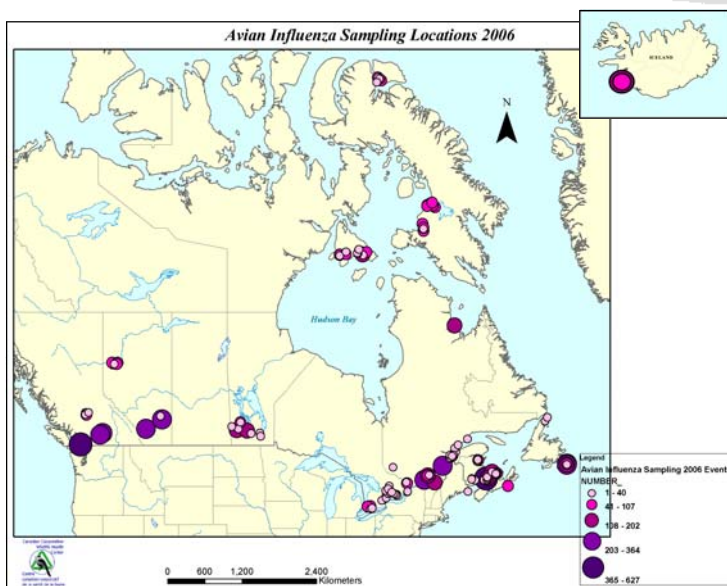 Avian Influenza Sampling Locations 2006
ICELAND
N
Hudson Bay
Legend
Avian Influenza Sampling 2006 Event
NUMBER_
1 - 40
41 - 107
108 - 202
203 - 364
365 - 627
0 600 1,200 2,400
Kilometers